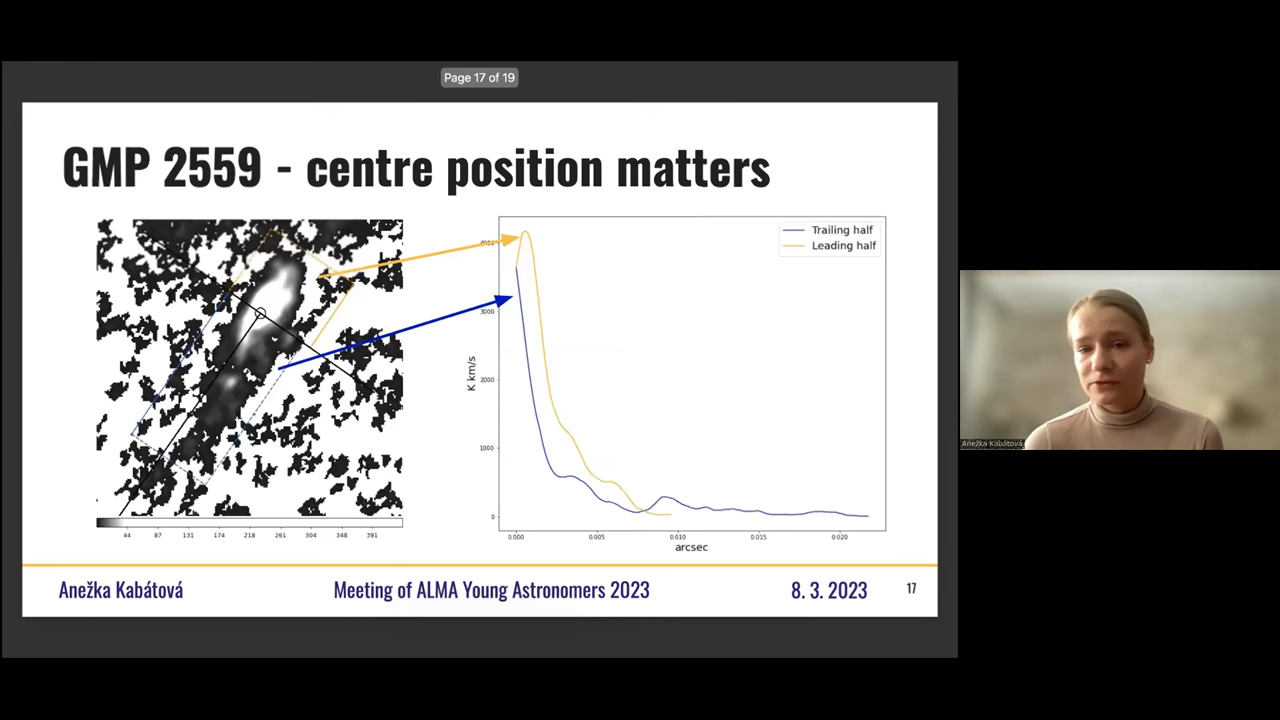 Page 17 of 19
GMP 2559 - centre position matters
44 87 131 174 218 261 304 348 391
Trailing half
Leading half
K km/s
3000
2000
1000
0
0.000 0.005 0.010 0.015 0.020
arcsec
Anežka Kabátová
Meeting of ALMA Young Astronomers 2023
8. 3. 2023
17
Anežka Kabátová